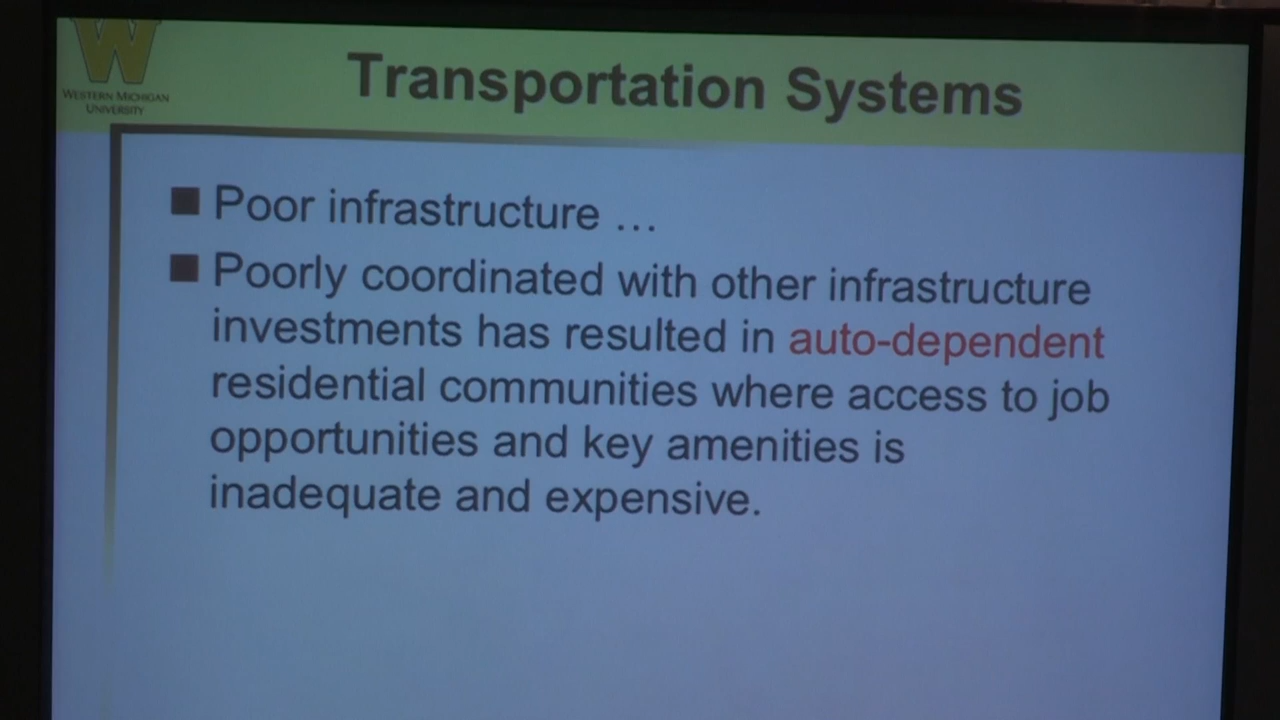 W
WESTERN MICHIGAN
UNIVERSITY
Transportation Systems
■ Poor infrastructure …
■ Poorly coordinated with other infrastructure
investments has resulted in auto-dependent
residential communities where access to job
opportunities and key amenities is
inadequate and expensive.